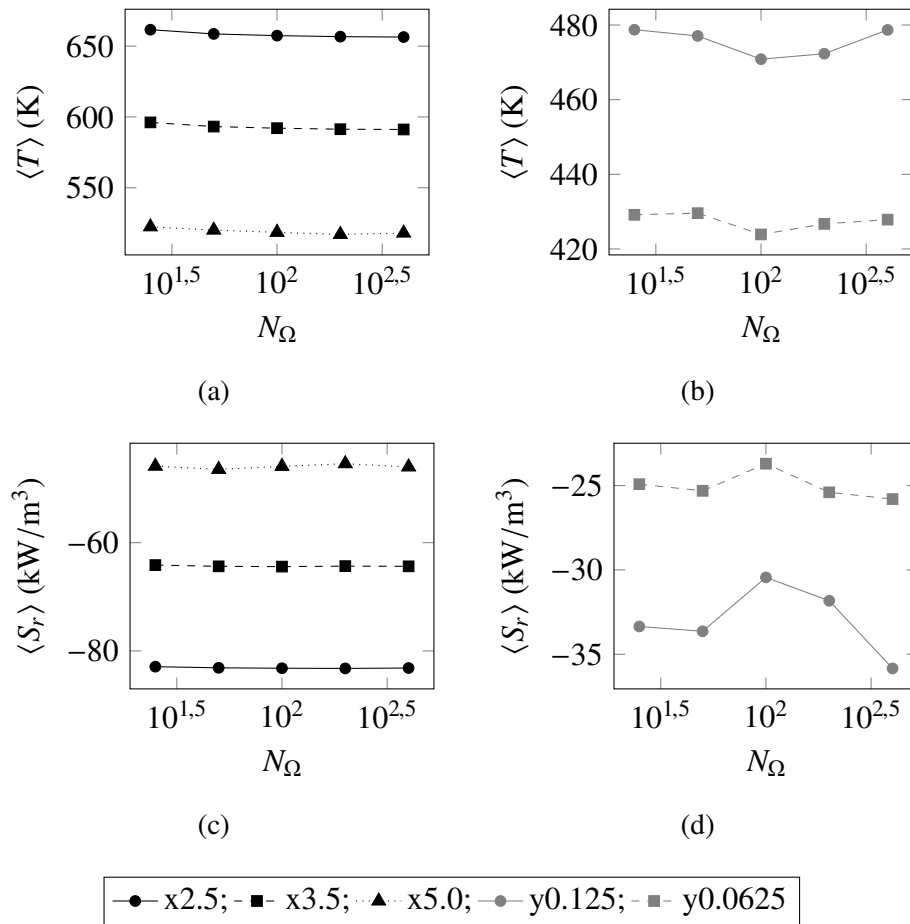 650
600
550
⟨T⟩ (K)
10^1,5 10^2 10^2,5
N_Ω
(a)
480
460
440
420
⟨T⟩ (K)
10^1,5 10^2 10^2,5
N_Ω
(b)
−60
−80
⟨S_r⟩ (kW/m^3)
10^1,5 10^2 10^2,5
N_Ω
(c)
−25
−30
−35
⟨S_r⟩ (kW/m^3)
10^1,5 10^2 10^2,5
N_Ω
(d)
x2.5; x3.5; x5.0; y0.125; y0.0625